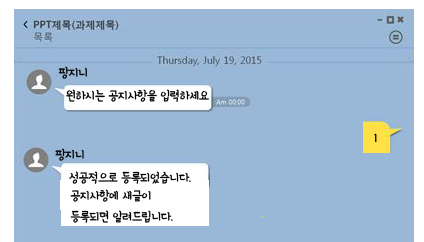 PPT제목(과제제목)
목록
Thursday, July 19, 2015
팡지니
원하시는 공지사항을 입력하세요
Am 00:00
1
팡지니
성공적으로 등록되었습니다.
공지사항에 새글이
등록되면 알려드립니다.